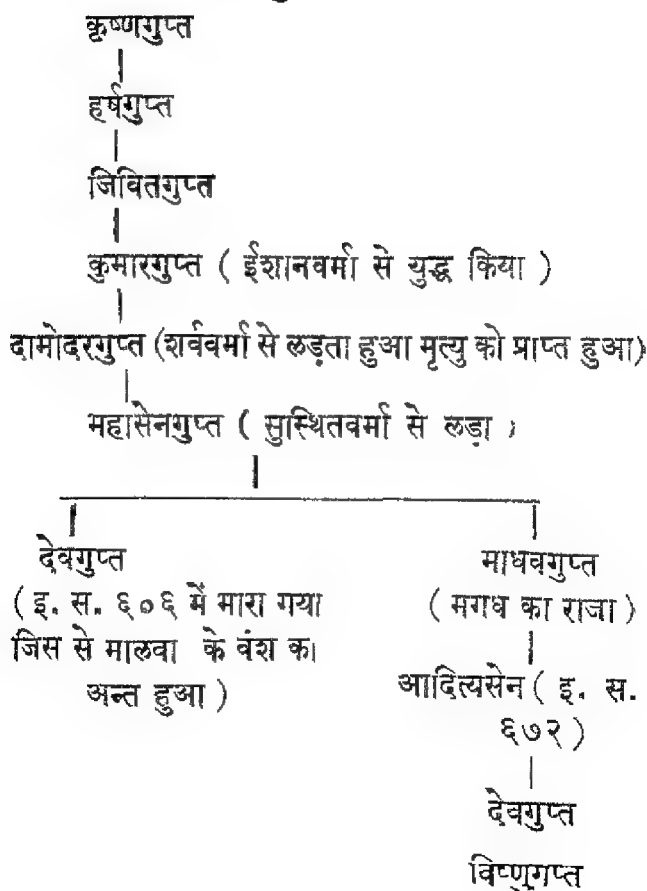 कृष्णगुप्त
हर्षगुप्त
जिवितगुप्त
कुमारगुप्त ( ईशानवर्मा से युद्ध किया )
दामोदरगुप्त (शर्ववर्मा से लड़ता हुआ मृत्यु को प्राप्त हुआ)
महासेनगुप्त ( सुस्थितवर्मा से लडा )
देवगुप्त
( इ. स. ६०६ में मारा गया
जिस से मालवा के वंश का
अन्त हुआ )
माधवगुप्त
( मगध का राजा )
आदित्यसेन ( इ. स.
६७२ )
देवगुप्त
विष्णुगुप्त